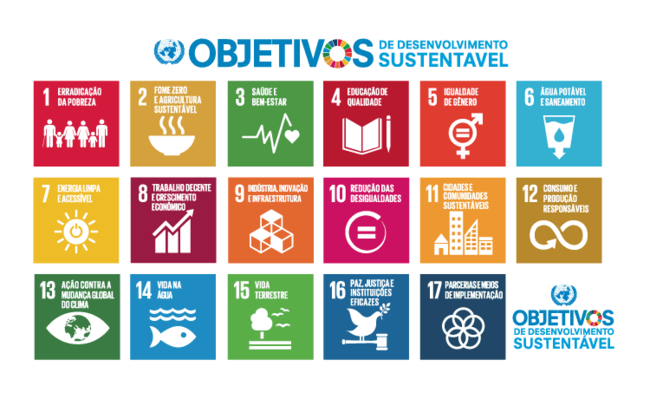 OBJETIVOS
DE DESENVOLVIMENTO
SUSTENTAVEL
1 ERRADICAÇÃO
DA POBREZA
2 FOME ZERO
E AGRICULTURA
SUSTENTÁVEL
3 SAÚDE E
BEM-ESTAR
4 EDUCAÇÃO DE
QUALIDADE
5 IGUALDADE
DE GÊNERO
6 ÁGUA POTÁVEL
E SANEAMENTO
7 ENERGIA LIMPA
E ACESSÍVEL
8 TRABALHO DECENTE
E CRESCIMENTO
ECONÔMICO
9 INDÚSTRIA, INOVAÇÃO
E INFRAESTRUTURA
10 REDUÇÃO DAS
DESIGUALDADES
11 CIDADES E
COMUNIDADES
SUSTENTÁVEIS
12 CONSUMO E
PRODUÇÃO
RESPONSÁVEIS
13 AÇÃO CONTRA A
MUDANÇA GLOBAL
DO CLIMA
14 VIDA NA
ÁGUA
15 VIDA
TERRESTRE
16 PAZ, JUSTIÇA E
INSTITUIÇÕES
EFICAZES
17 PARCERIAS E MEIOS
DE IMPLEMENTAÇÃO
OBJETIVOS
DE DESENVOLVIMENTO
SUSTENTÁVEL